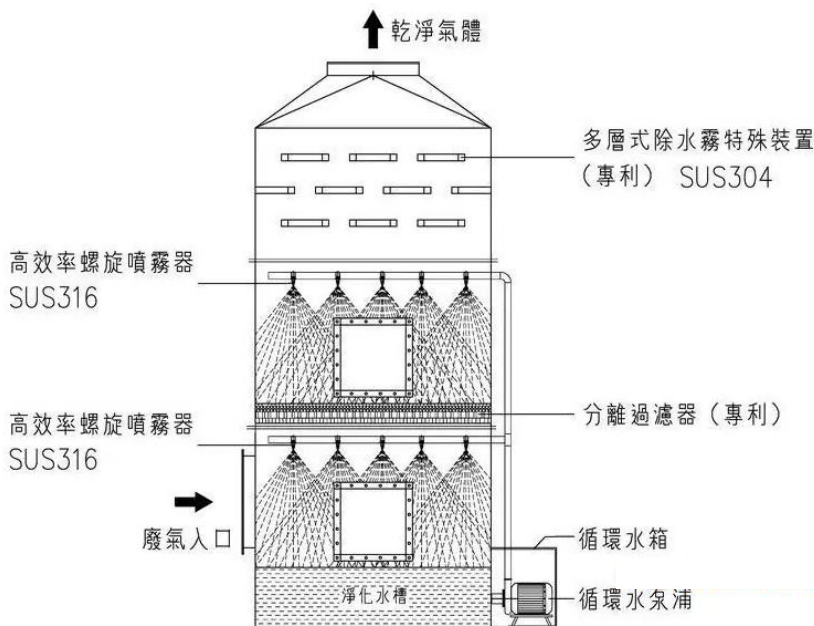 乾淨氣體
多層式除水霧特殊裝置
(專利) SUS304
高效率螺旋噴霧器
SUS316
分離過濾器(專利)
高效率螺旋噴霧器
SUS316
廢氣入口
循環水箱
淨化水槽
循環水泵浦